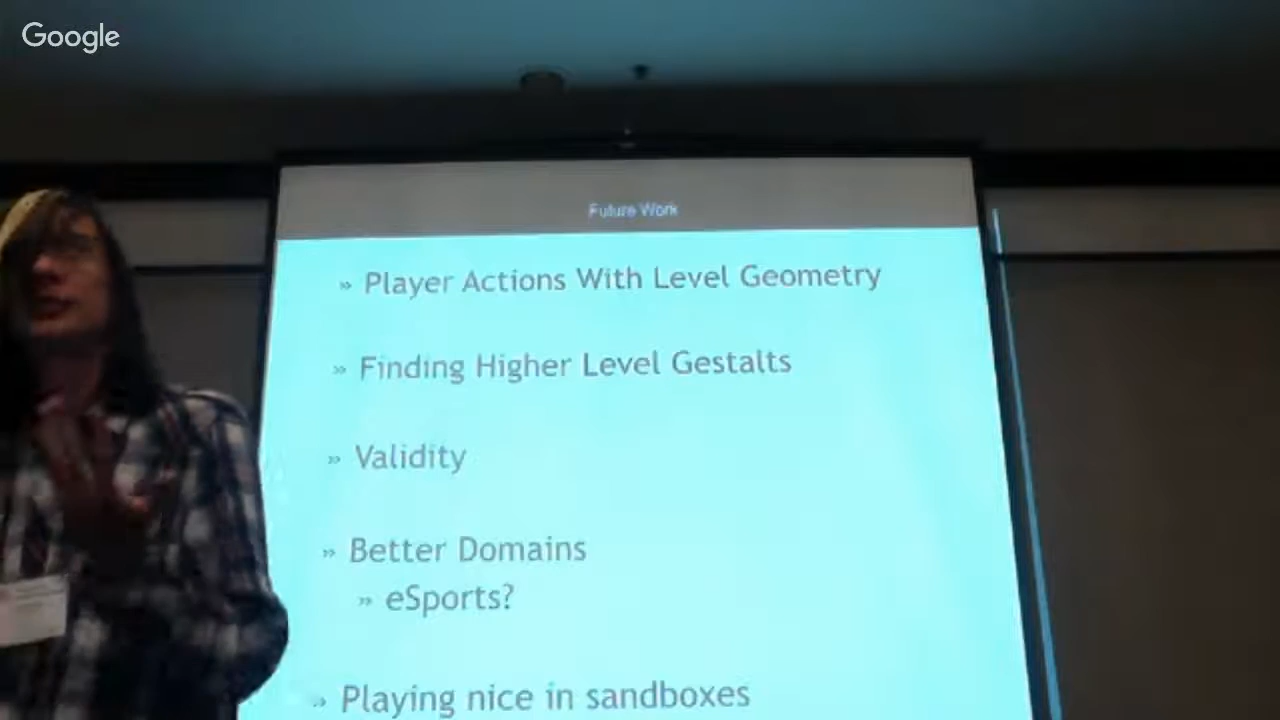 Google
Future Work
» Player Actions With Level Geometry
» Finding Higher Level Gestalts
» Validity
» Better Domains
» eSports?
» Playing nice in sandboxes